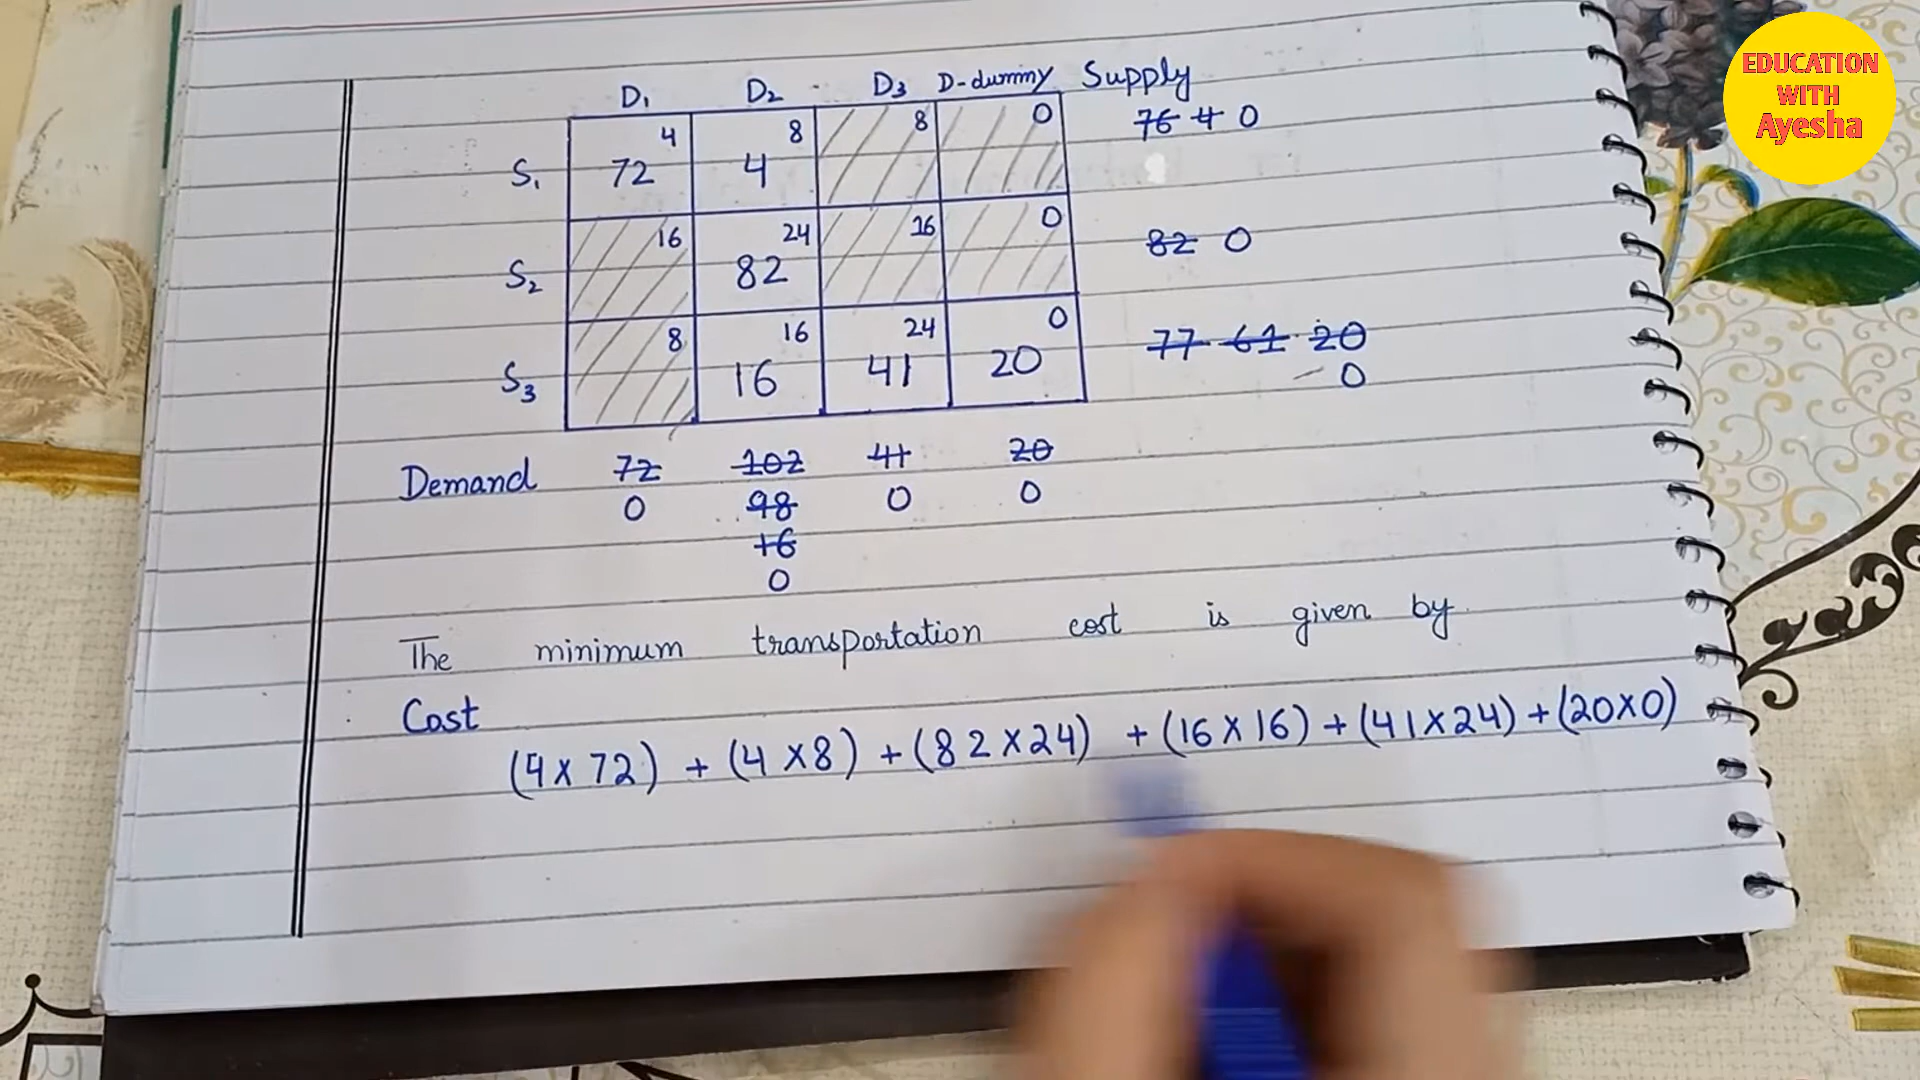 EDUCATION
WITH
Ayesha
D₁ D₂ D₃ D-dummy Supply
S₁ 4 72 8 4 8 0 76 4 0
S₂ 16 24 82 16 0 82 0
S₃ 8 16 16 24 41 0 20 77 61 20
0
Demand 72 102 41 20
0 98 0 0
16
0
The minimum transportation cost is given by
Cost
(4 x 72) + (4 x 8) + (82 x 24) + (16 x 16) + (41 x 24) + (20 x 0)